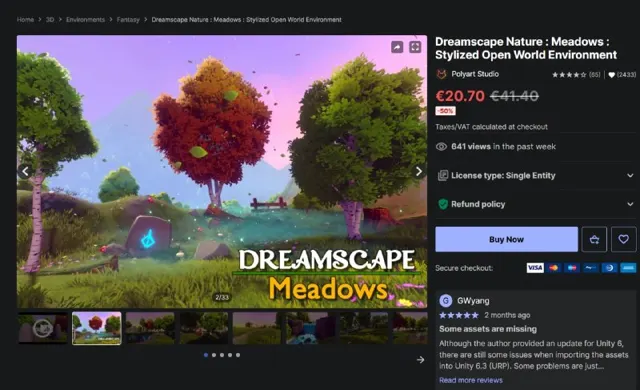 Home > 3D > Environments > Fantasy > Dreamscape Nature : Meadows : Stylized Open World Environment
DREAMSCAPE
Meadows
2/33
Dreamscape Nature : Meadows :
Stylized Open World Environment
Polyart Studio
(65) | (2433)
€20.70 €41.40
-50%
Taxes/VAT calculated at checkout
641 views in the past week
License type: Single Entity
Refund policy
Buy Now
Secure checkout:
VISA
G GWyang
2 months ago
Some assets are missing
Although the author provided an update for Unity 6,
there are still some issues when importing the assets
into Unity 6.3 (URP). Some problems are just...
Read more reviews